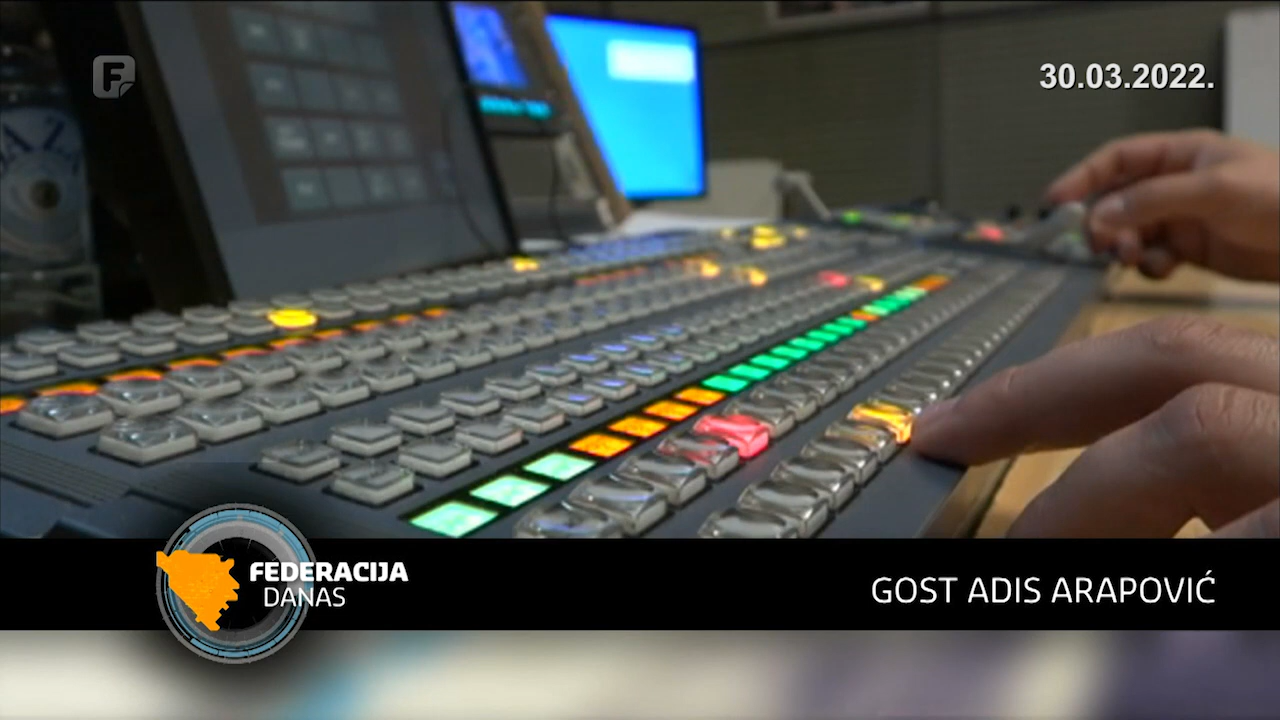 F
30.03.2022.
FEDERACIJA
DANAS
GOST ADIS ARAPOVIĆ